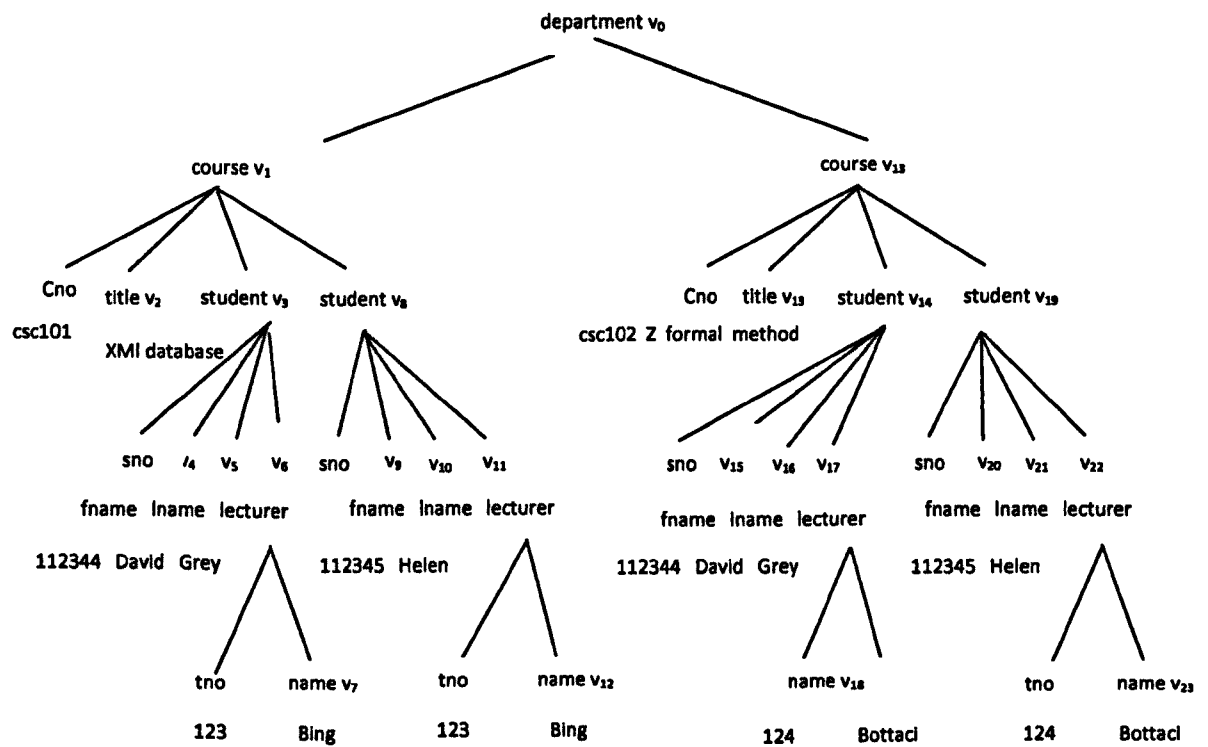 department v₀
course v₁ course v₁₃
Cno title v₂ student v₃ student v₈ Cno title v₁₃ student v₁₄ student v₁₉
csc101 csc102 Z formal method
XMl database
sno v₅ v₆ sno v₉ v₁₀ v₁₁ sno v₁₅ v₁₆ v₁₇ sno v₂₀ v₂₁ v₂₂
fname lname lecturer fname lname lecturer fname lname lecturer fname lname lecturer
112344 David Grey 112345 Helen 112344 David Grey 112345 Helen
tno name v₇ tno name v₁₂ name v₁₈ tno name v₂₃
123 Bing 123 Bing 124 Bottaci 124 Bottaci